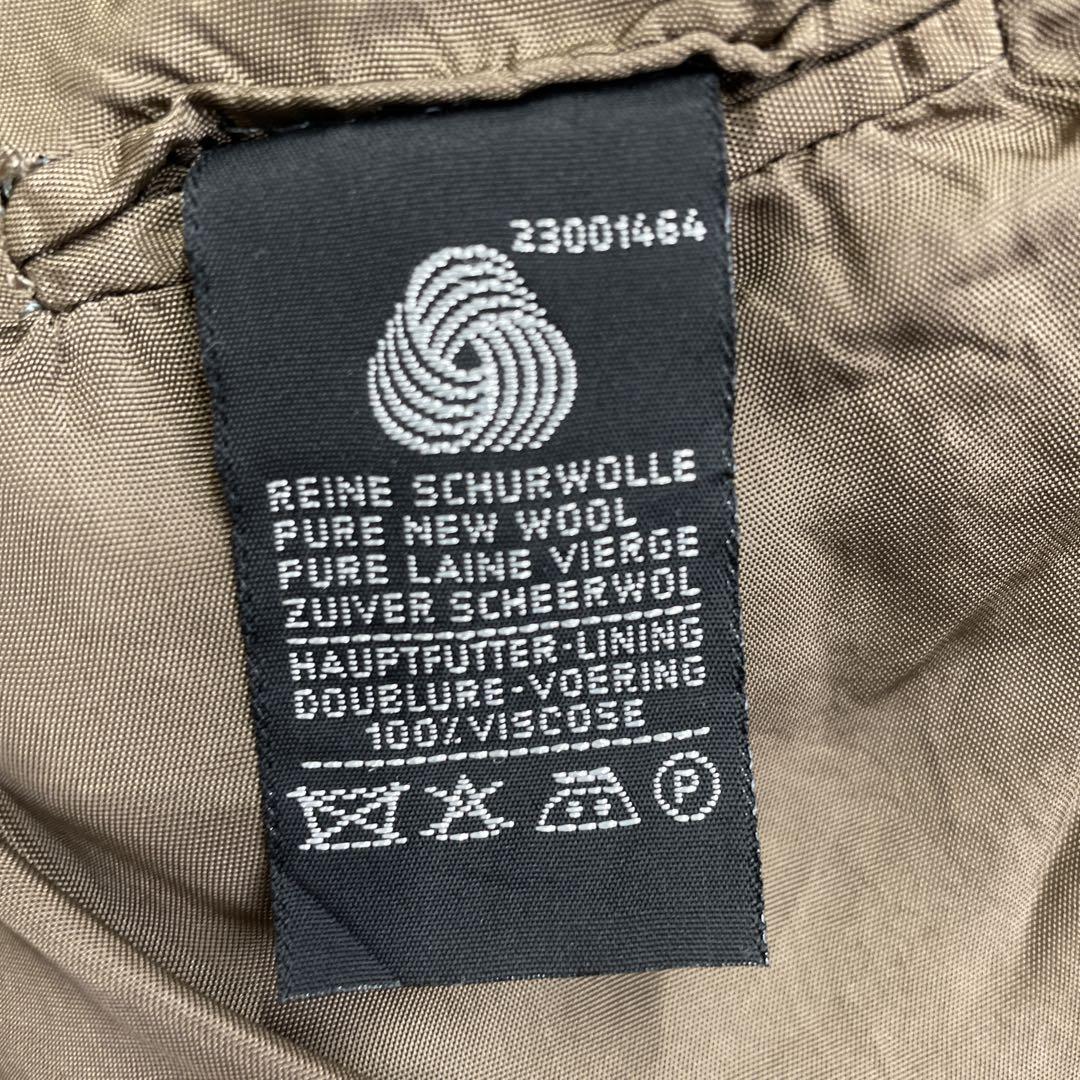 23001464
REINE SCHURWOLLE
PURE NEW WOOL
PURE LAINE VIERGE
ZUIVER SCHEERWOL
HAUPTFUTTER-LINING
DOUBLURE-VOERING
100% VISCOSE
P